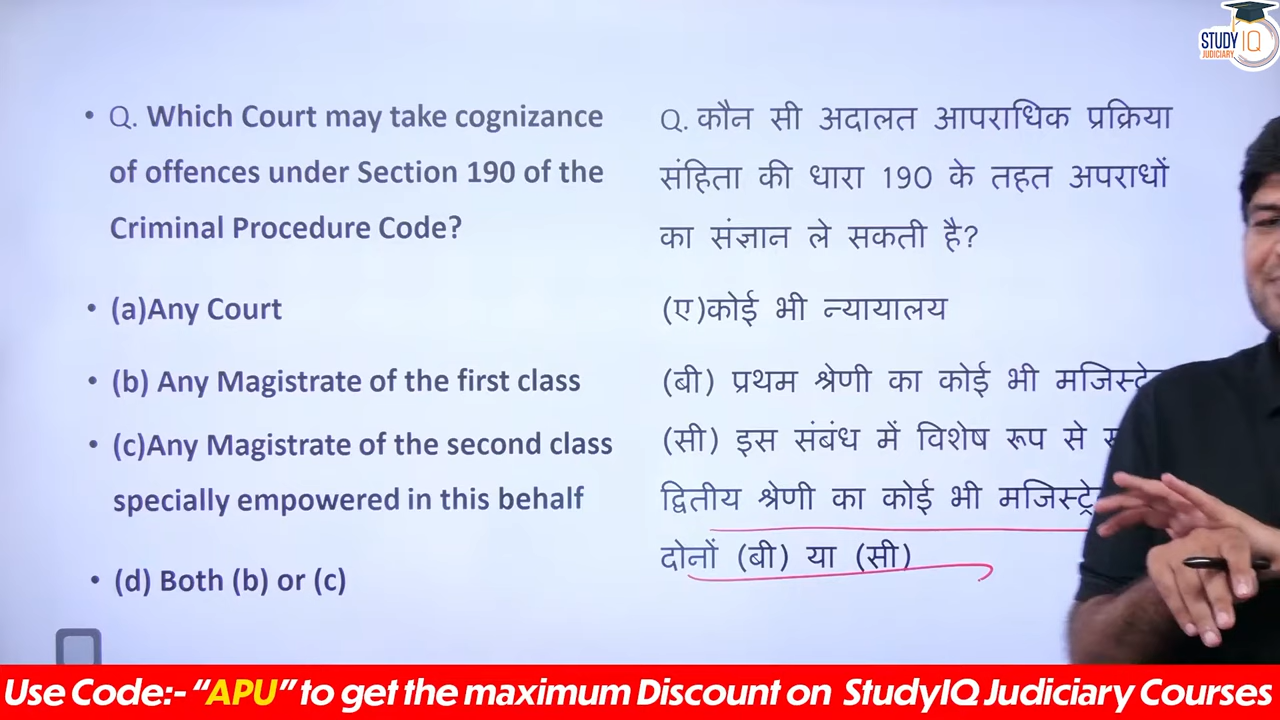 STUDY IQ
JUDICIARY
• Q. Which Court may take cognizance
of offences under Section 190 of the
Criminal Procedure Code?
• (a)Any Court
• (b) Any Magistrate of the first class
• (c)Any Magistrate of the second class
specially empowered in this behalf
• (d) Both (b) or (c)
Q. कौन सी अदालत आपराधिक प्रक्रिया
संहिता की धारा 190 के तहत अपराधों
का संज्ञान ले सकती है?
(ए)कोई भी न्यायालय
(बी) प्रथम श्रेणी का कोई भी
(सी) इस संबंध में विशेष रूप से
द्वितीय श्रेणी का कोई भी
दोनों (बी) या (सी)
Use Code:- “APU” to get the maximum Discount on StudyIQ Judiciary Courses